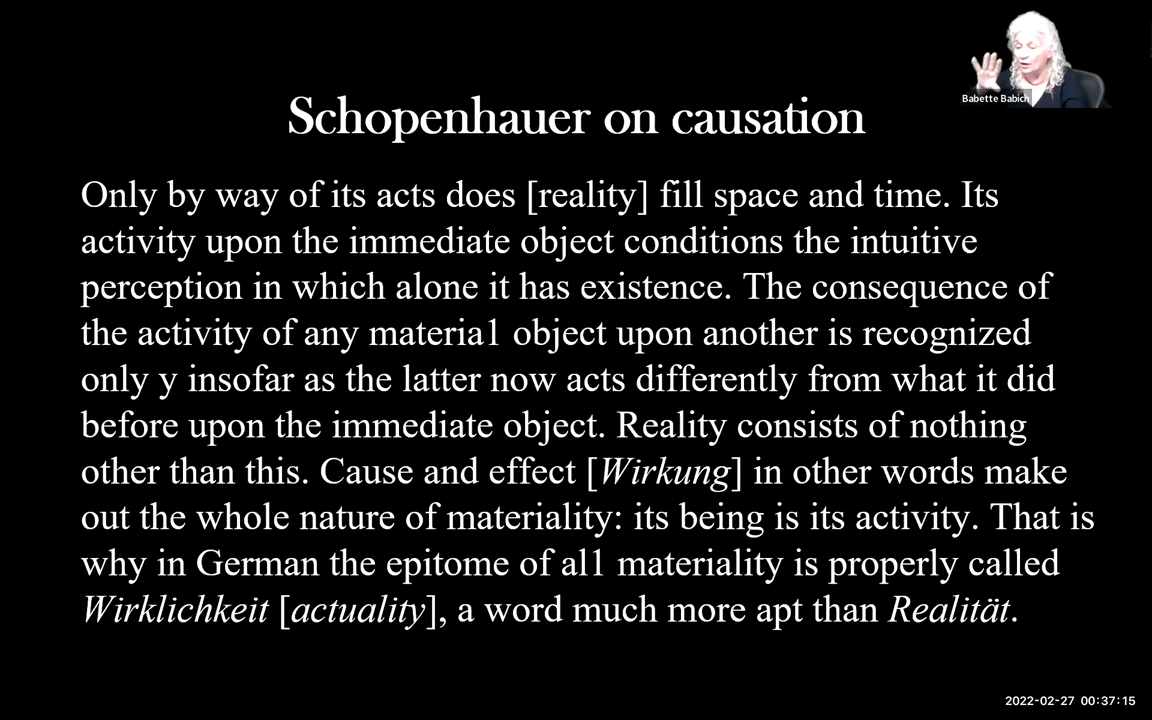 Babette Babich
Schopenhauer on causation
Only by way of its acts does [reality] fill space and time. Its
activity upon the immediate object conditions the intuitive
perception in which alone it has existence. The consequence of
the activity of any materia1 object upon another is recognized
only y insofar as the latter now acts differently from what it did
before upon the immediate object. Reality consists of nothing
other than this. Cause and effect [Wirkung] in other words make
out the whole nature of materiality: its being is its activity. That is
why in German the epitome of al1 materiality is properly called
Wirklichkeit [actuality], a word much more apt than Realität.
2022-02-27 00:37:15